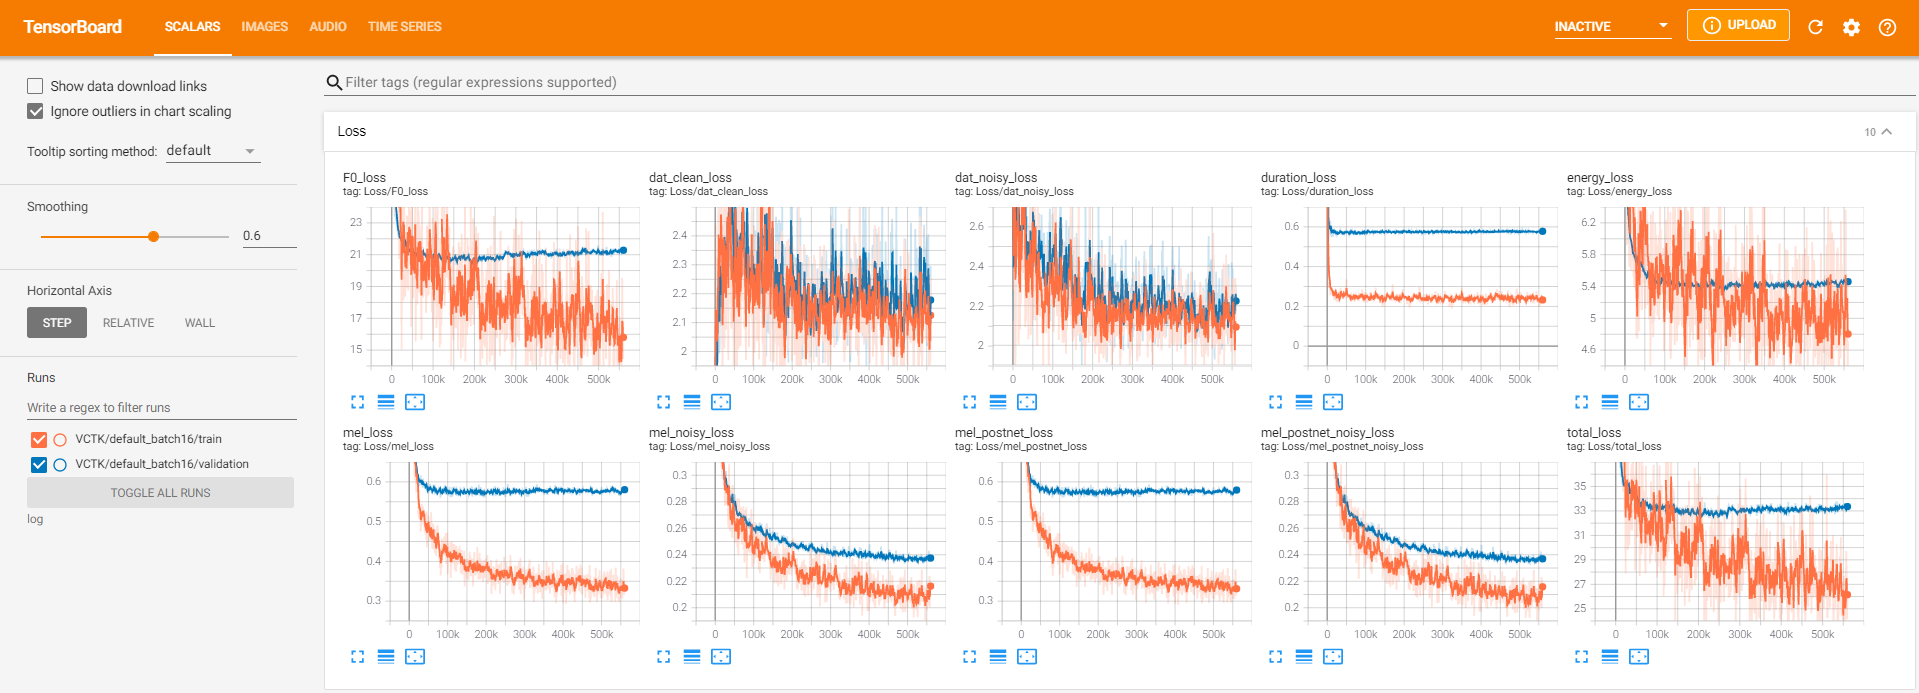 TensorBoard SCALARS IMAGES AUDIO TIME SERIES INACTIVE UPLOAD
Show data download links
Ignore outliers in chart scaling
Tooltip sorting method: default
Smoothing
0.6
Horizontal Axis
STEP RELATIVE WALL
Runs
Write a regex to filter runs
VCTK/default_batch16/train
VCTK/default_batch16/validation
TOGGLE ALL RUNS
log
Filter tags (regular expressions supported)
Loss 10
F0_loss
tag: Loss/F0_loss
23
21
19
17
15
0 100k 200k 300k 400k 500k
dat_clean_loss
tag: Loss/dat_clean_loss
2.4
2.3
2.2
2.1
2
0 100k 200k 300k 400k 500k
dat_noisy_loss
tag: Loss/dat_noisy_loss
2.6
2.4
2.2
2
0 100k 200k 300k 400k 500k
duration_loss
tag: Loss/duration_loss
0.6
0.4
0.2
0
0 100k 200k 300k 400k 500k
energy_loss
tag: Loss/energy_loss
6.2
5.8
5.4
5
4.6
0 100k 200k 300k 400k 500k
mel_loss
tag: Loss/mel_loss
0.6
0.5
0.4
0.3
0 100k 200k 300k 400k 500k
mel_noisy_loss
tag: Loss/mel_noisy_loss
0.3
0.28
0.26
0.24
0.22
0.2
0 100k 200k 300k 400k 500k
mel_postnet_loss
tag: Loss/mel_postnet_loss
0.6
0.5
0.4
0.3
0 100k 200k 300k 400k 500k
mel_postnet_noisy_loss
tag: Loss/mel_postnet_noisy_loss
0.3
0.28
0.26
0.24
0.22
0.2
0 100k 200k 300k 400k 500k
total_loss
tag: Loss/total_loss
35
33
31
29
27
25
0 100k 200k 300k 400k 500k